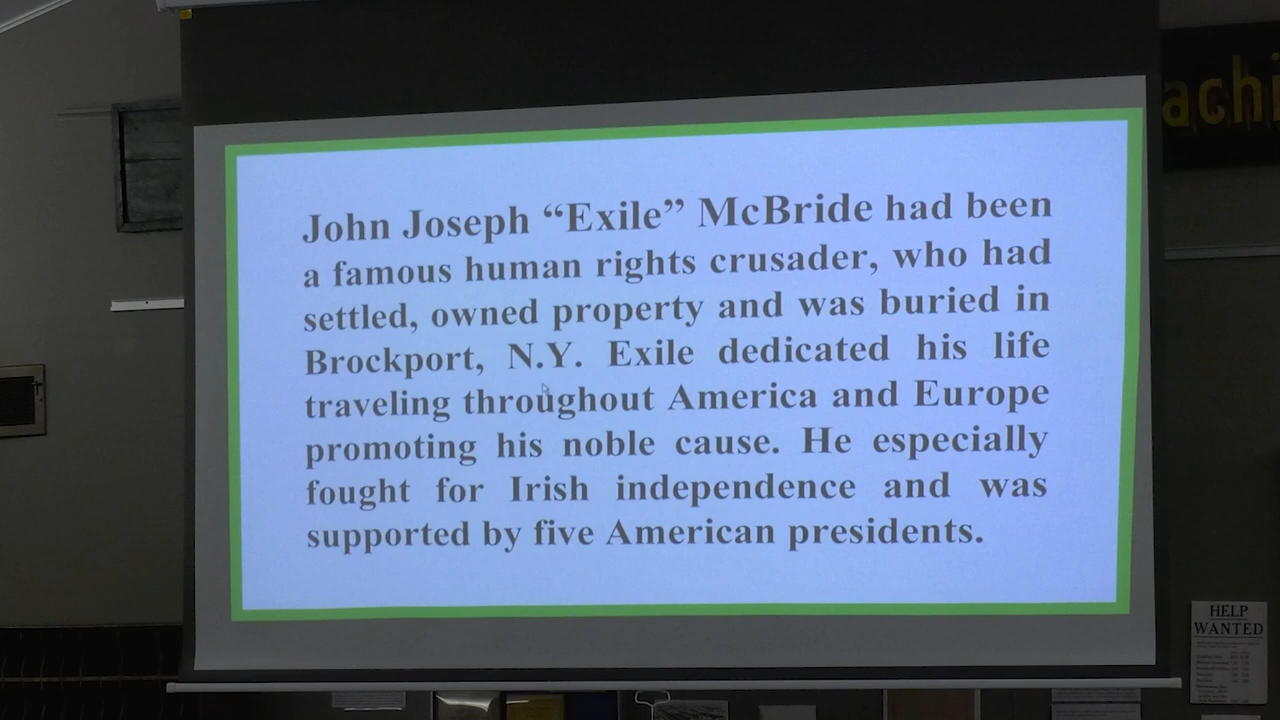 John Joseph “Exile” McBride had been
a famous human rights crusader, who had
settled, owned property and was buried in
Brockport, N.Y. Exile dedicated his life
traveling throughout America and Europe
promoting his noble cause. He especially
fought for Irish independence and was
supported by five American presidents.
achi
HELP
WANTED